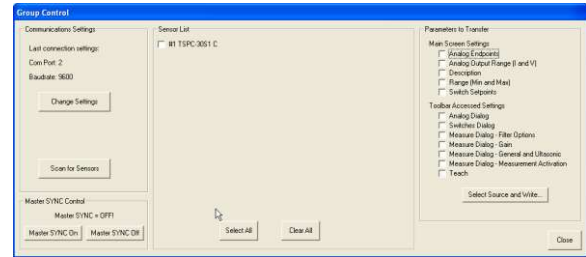 Group Control
Communications Settings
Last connection settings:
Com Port: 2
Baudrate: 9600
Change Settings
Scan for Sensors
Master SYNC Control
Master SYNC = OFF!
Master SYNC On
Master SYNC Off
Sensor List
#1 TSPC-30S1 C
Select All
Clear All
Parameters to Transfer
Main Screen Settings
Analog Endpoints
Analog Output Range (I and V)
Description
Range (Min and Max)
Switch Setpoints
Toolbar Accessed Settings
Analog Dialog
Switches Dialog
Measure Dialog - Filter Options
Measure Dialog - Gain
Measure Dialog - General and Ultrasonic
Measure Dialog - Measurement Activation
Teach
Select Source and Write...
Close